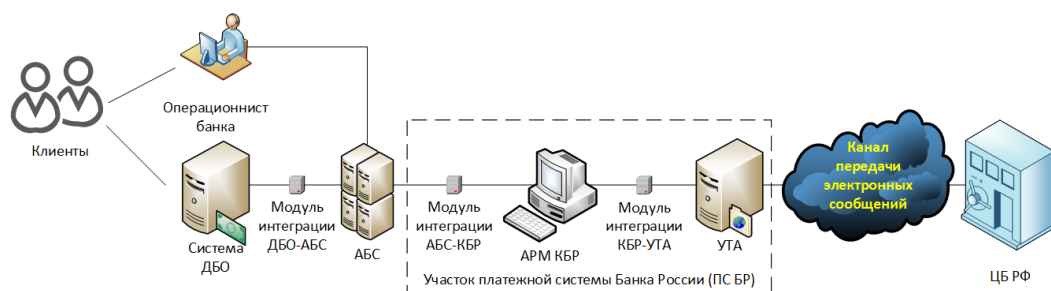 Клиенты
Операционнист
банка
Система
ДБО
Модуль
интеграции
ДБО-АБС
АБС
Модуль
интеграции
АБС-КБР
АРМ КБР
Модуль
интеграции
КБР-УТА
УТА
Участок платежной системы Банка России (ПС БР)
Канал
передачи
электронных
сообщений
ЦБ РФ